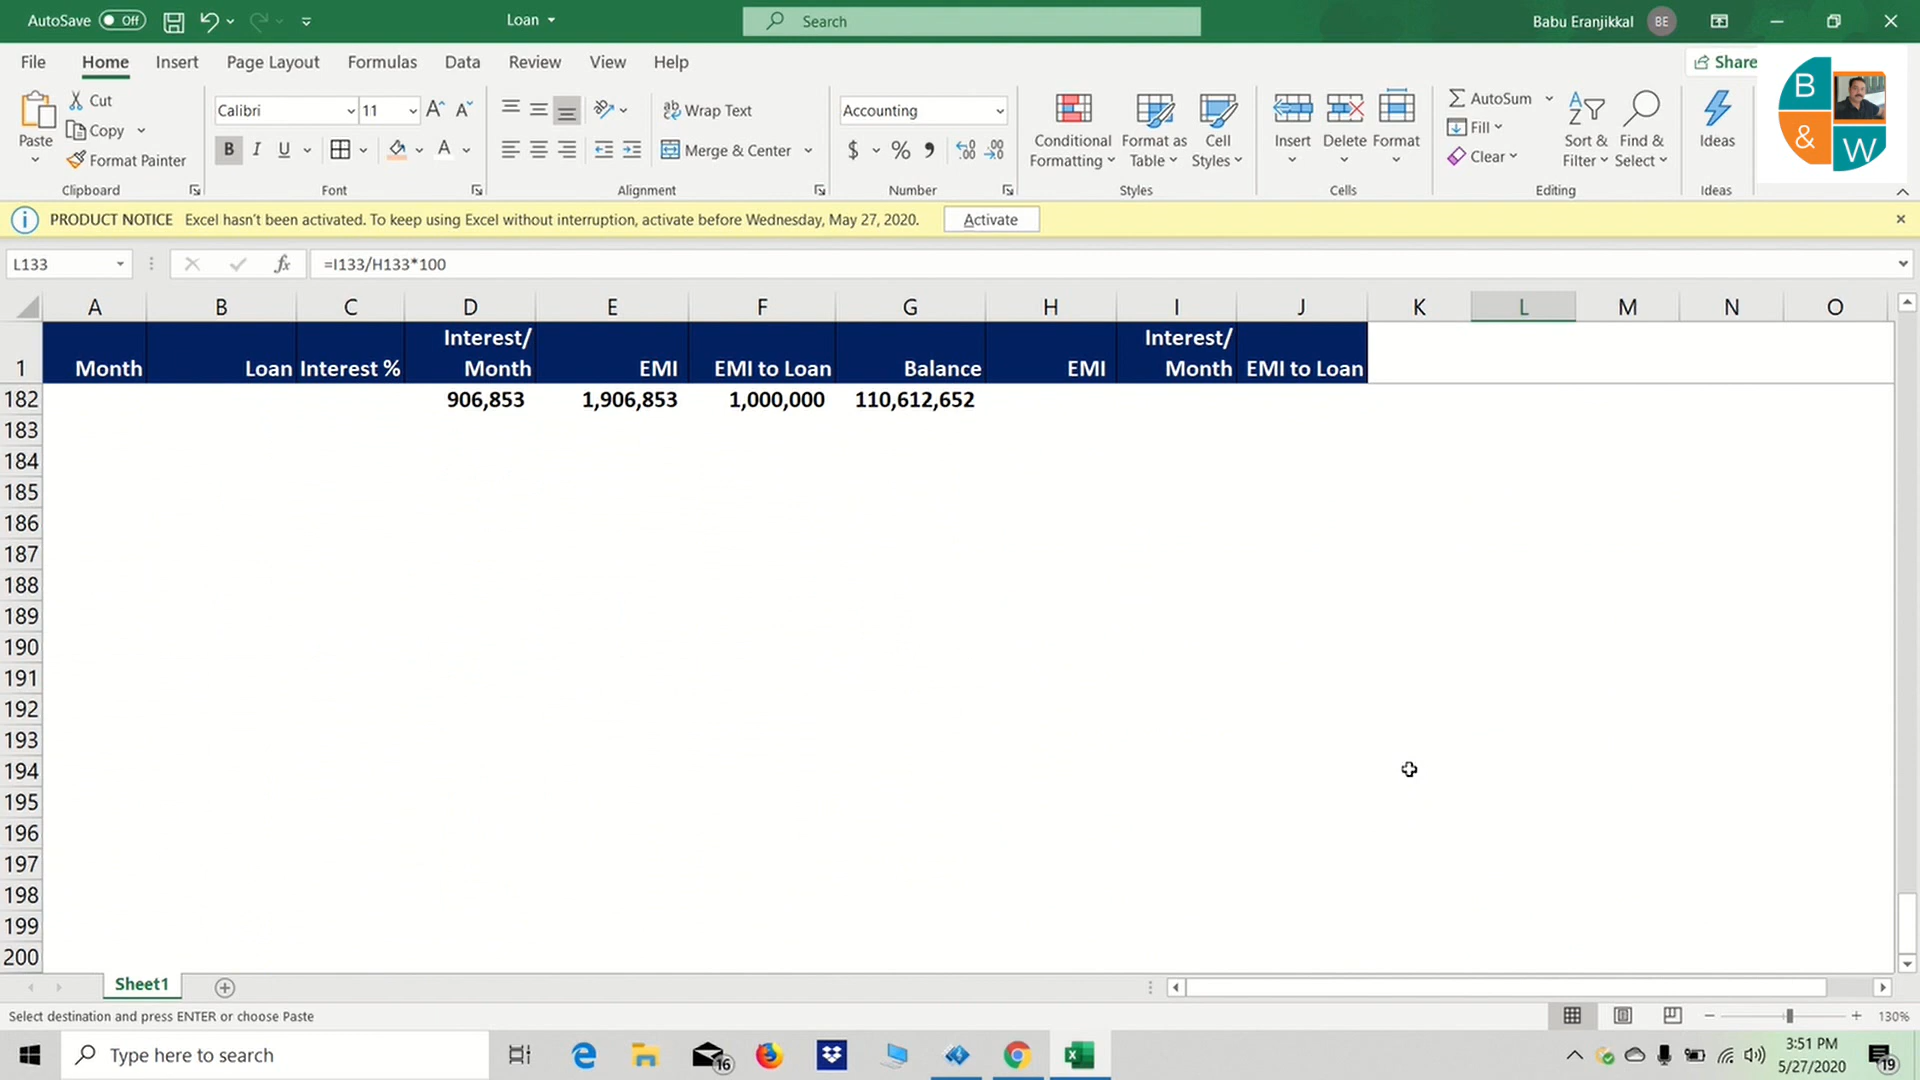 AutoSave Off Loan Search Babu Eranjikkal BE
File Home Insert Page Layout Formulas Data Review View Help Share
B & W
Paste Cut Copy Format Painter Clipboard
Calibri 11 A A B I U A Font
ab Wrap Text Merge & Center Alignment
Accounting $ % , Number
Conditional Formatting Format as Table Cell Styles Styles
Insert Delete Format Cells
AutoSum Fill Clear Sort & Filter Find & Select Editing
Ideas Ideas
PRODUCT NOTICE Excel hasn't been activated. To keep using Excel without interruption, activate before Wednesday, May 27, 2020. Activate
L133 fx =I133/H133*100
A B C D E F G H I J K L M N O
1 Month Loan Interest % Interest/ Month EMI EMI to Loan Balance EMI Interest/ Month EMI to Loan
182 906,853 1,906,853 1,000,000 110,612,652
183
184
185
186
187
188
189
190
191
192
193
194
195
196
197
198
199
200
Sheet1
Select destination and press ENTER or choose Paste 130%
Type here to search 16 3:51 PM
5/27/2020 19